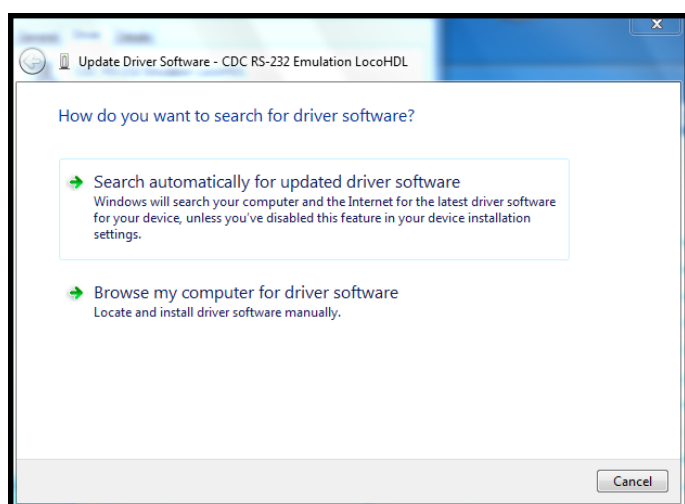 Update Driver Software - CDC RS-232 Emulation LocoHDL
How do you want to search for driver software?
Search automatically for updated driver software
Windows will search your computer and the Internet for the latest driver software
for your device, unless you've disabled this feature in your device installation
settings.
Browse my computer for driver software
Locate and install driver software manually.
Cancel